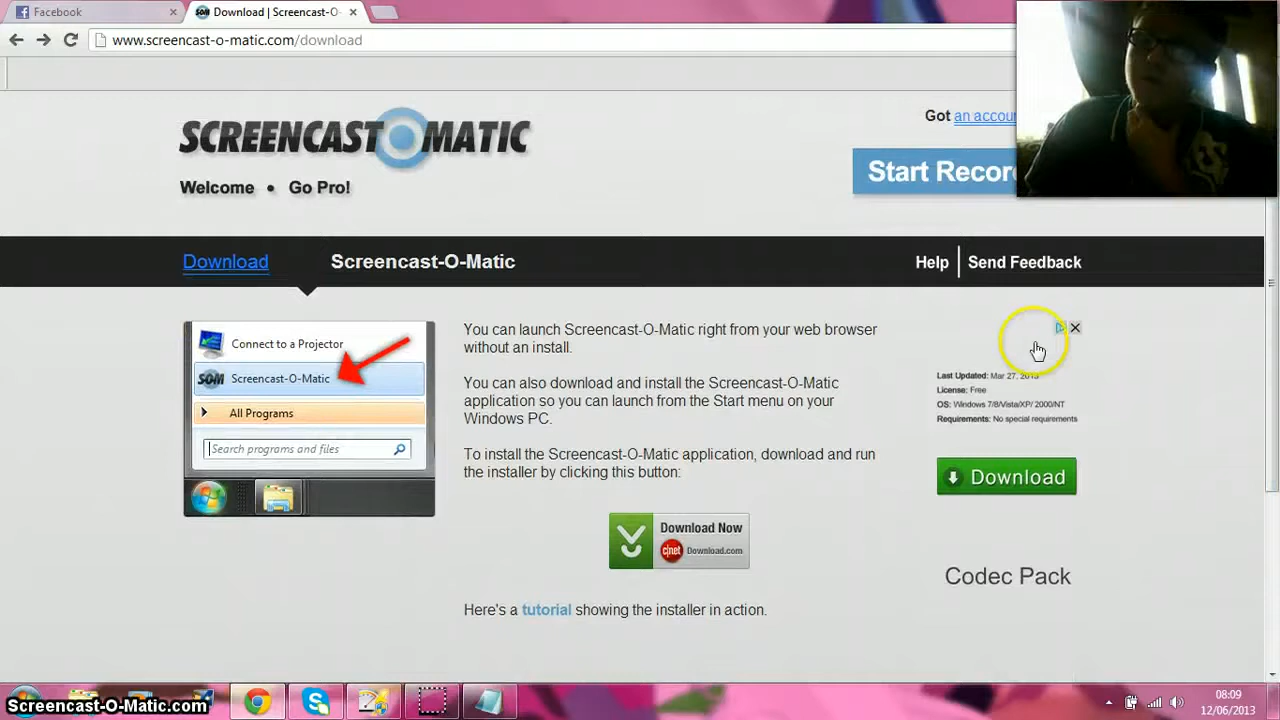 Facebook
Download | Screencast-O-
www.screencast-o-matic.com/download
SCREENCAST O MATIC
Got an accou
Welcome • Go Pro!
Start Recor
Download
Screencast-O-Matic
Help
Send Feedback
Connect to a Projector
SOM Screencast-O-Matic
All Programs
Search programs and files
You can launch Screencast-O-Matic right from your web browser
without an install.
You can also download and install the Screencast-O-Matic
application so you can launch from the Start menu on your
Windows PC.
To install the Screencast-O-Matic application, download and run
the installer by clicking this button:
Download Now
c|net Download.com
Here's a tutorial showing the installer in action.
Last Updated: Mar 27, 2013
License: Free
OS: Windows 7/8/Vista/XP/ 2000/NT
Requirements: No special requirements
Download
Codec Pack
Screencast-O-Matic.com
08:09
12/06/2013